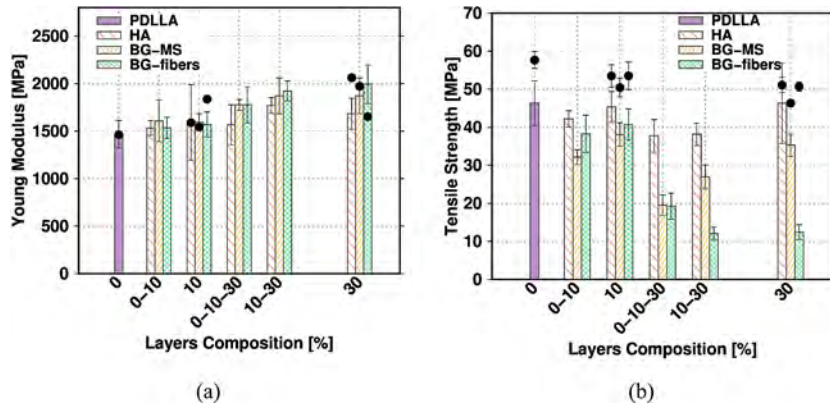 PDLLA
HA
BG-MS
BG-fibers
Young Modulus [MPa]
2500
2000
1500
1000
500
0
0
0-10
10
0-10-30
10-30
30
Layers Composition [%]
(a)
PDLLA
HA
BG-MS
BG-fibers
Tensile Strength [MPa]
70
60
50
40
30
20
10
0
0
0-10
10
0-10-30
10-30
30
Layers Composition [%]
(b)